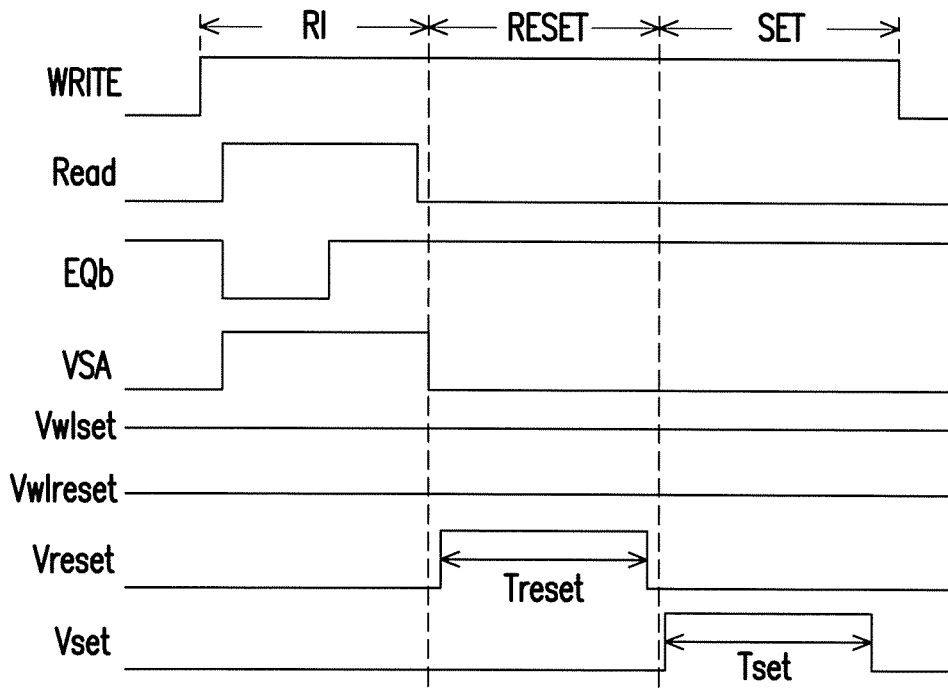 RI RESET SET
WRITE
Read
EQb
VSA
Vwlset
Vwlreset
Vreset
Treset
Vset
Tset